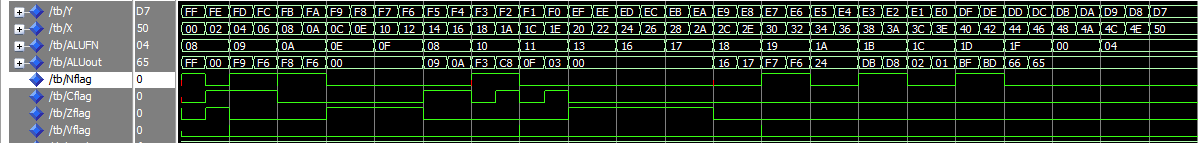 /tb/Y D7 FF FE FD FC FB FA F9 F8 F7 F6 F5 F4 F3 F2 F1 F0 EF EE ED EC EB EA E9 E8 E7 E6 E5 E4 E3 E2 E1 E0 DF DE DD DC DB DA D9 D8 D7
/tb/X 50 00 02 04 06 08 0A 0C 0E 10 12 14 16 18 1A 1C 1E 20 22 24 26 28 2A 2C 2E 30 32 34 36 38 3A 3C 3E 40 42 44 46 48 4A 4C 4E 50
/tb/ALUFN 04 08 09 0A 0E 0F 08 10 11 13 16 17 18 19 1A 1B 1C 1D 1F 00 04
/tb/ALUout 65 FF 00 F9 F6 F8 F6 00 09 0A F3 C8 0F 03 00 16 17 F7 F6 24 DB D8 02 01 BF BD 66 65
/tb/Nflag 0
/tb/Cflag 0
/tb/Zflag 0
/tb/Vflag 0